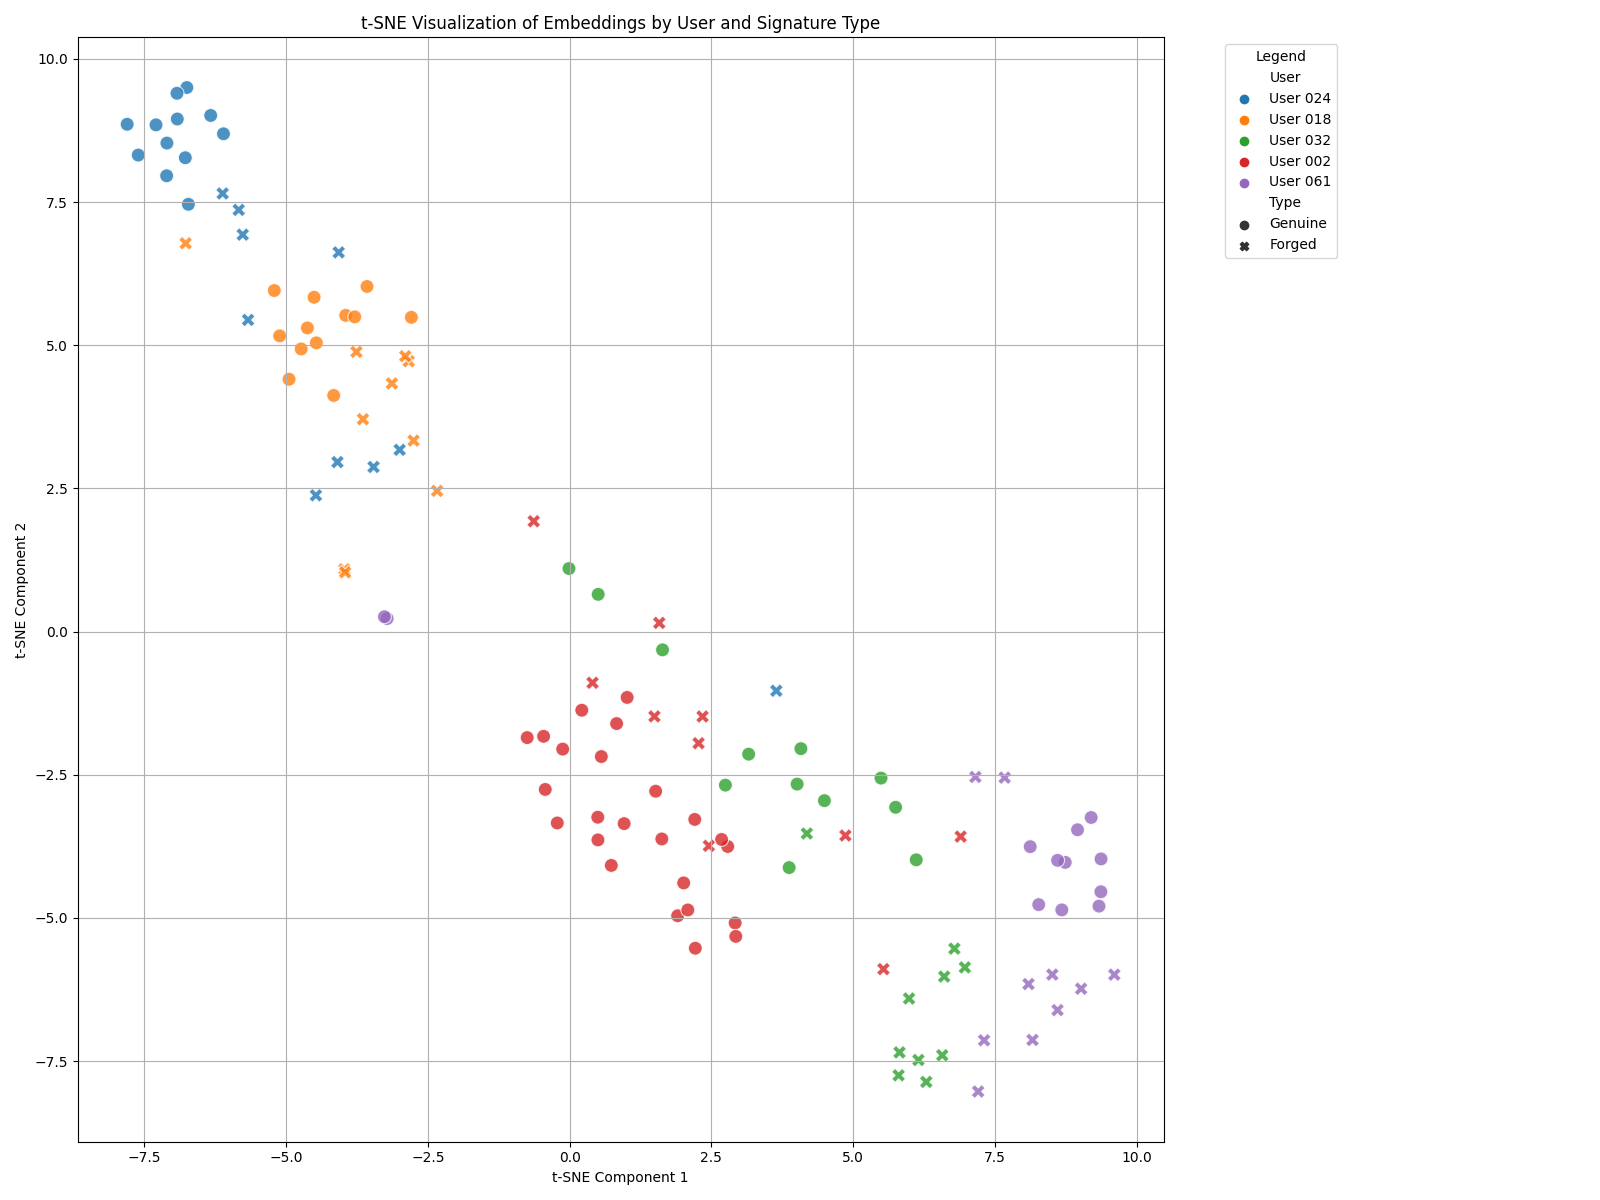 t-SNE Visualization of Embeddings by User and Signature Type
Legend
User
User 024
User 018
User 032
User 002
User 061
Type
Genuine
Forged
t-SNE Component 2
10.0
7.5
5.0
2.5
0.0
−2.5
−5.0
−7.5
−7.5 −5.0 −2.5 0.0 2.5 5.0 7.5 10.0
t-SNE Component 1